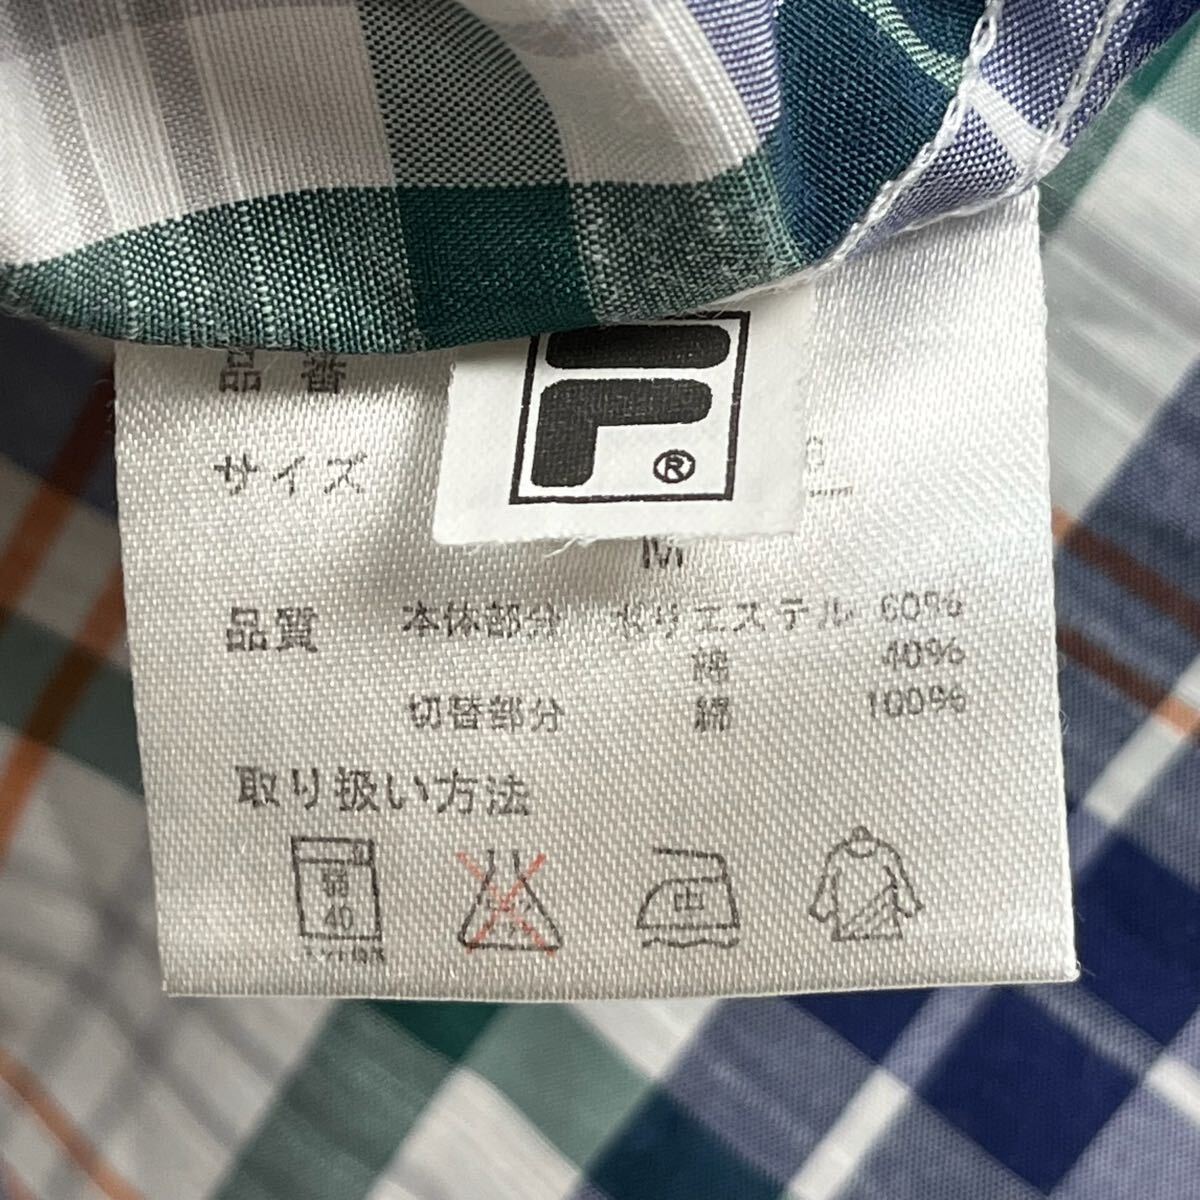 品 番
®
サイズ
M
品質 本体部分 ポリエステル 60%
綿 40%
切替部分 綿 100%
取り扱い方法
弱
40
中